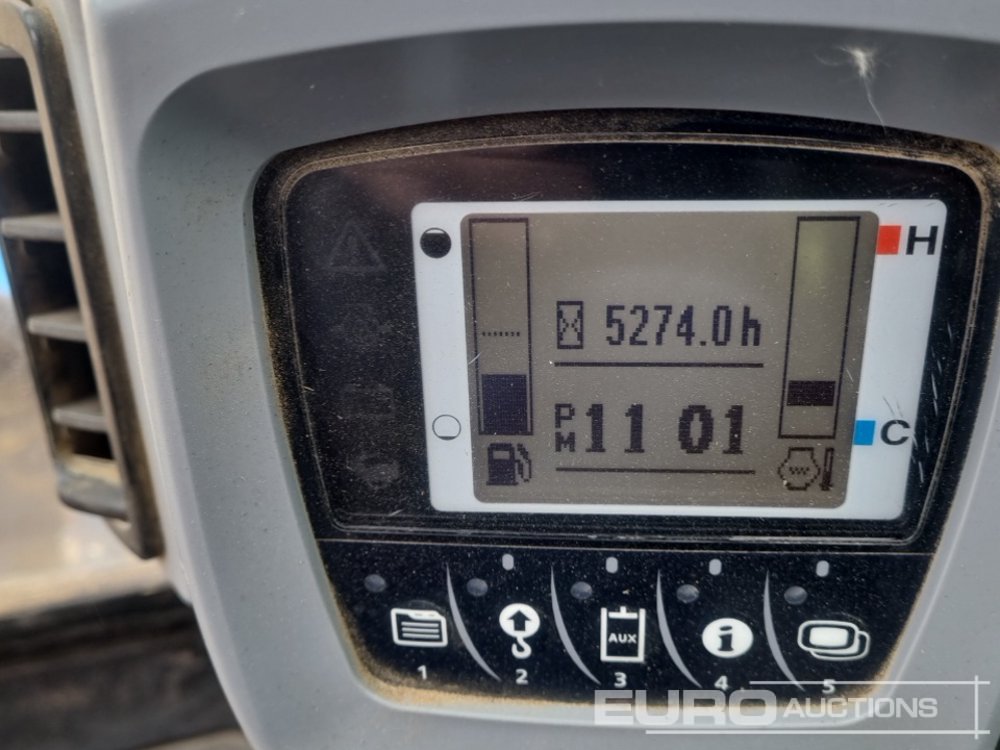 H
5274.0h
PM 11 01
C
AUX
1 2 3 4 5
EURO AUCTIONS